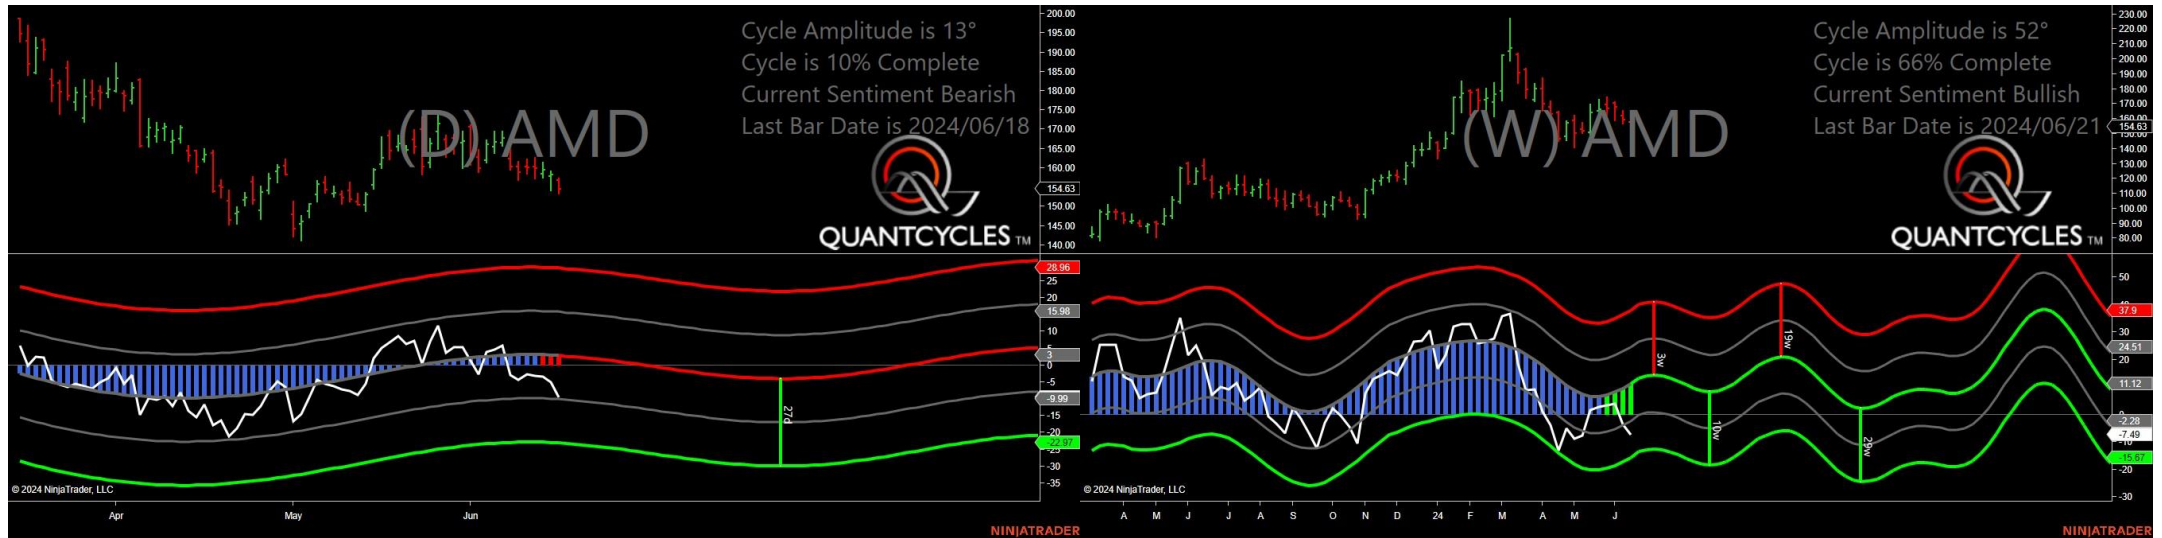 Cycle Amplitude is 13°
Cycle is 10% Complete
Current Sentiment Bearish
Last Bar Date is 2024/06/18
(D) AMD
QUANTCYCLES TM
200.00
195.00
190.00
185.00
180.00
175.00
170.00
165.00
160.00
154.63
150.00
145.00
140.00
28.96
25
20
15.98
10
5
3
0
-5
-9.99
-15
-20
-22.97
-25
-30
-35
27d
© 2024 NinjaTrader, LLC
Apr May Jun
NINJATRADER
Cycle Amplitude is 52°
Cycle is 66% Complete
Current Sentiment Bullish
Last Bar Date is 2024/06/21
(W) AMD
QUANTCYCLES TM
230.00
220.00
210.00
200.00
190.00
180.00
170.00
160.00
154.63
140.00
130.00
120.00
110.00
100.00
90.00
80.00
50
37.9
30
24.51
20
11.12
-2.28
-7.49
-10
-15.67
-20
-30
3w
10w
19w
29w
© 2024 NinjaTrader, LLC
A M J J A S O N D 24 F M A M J
NINJATRADER